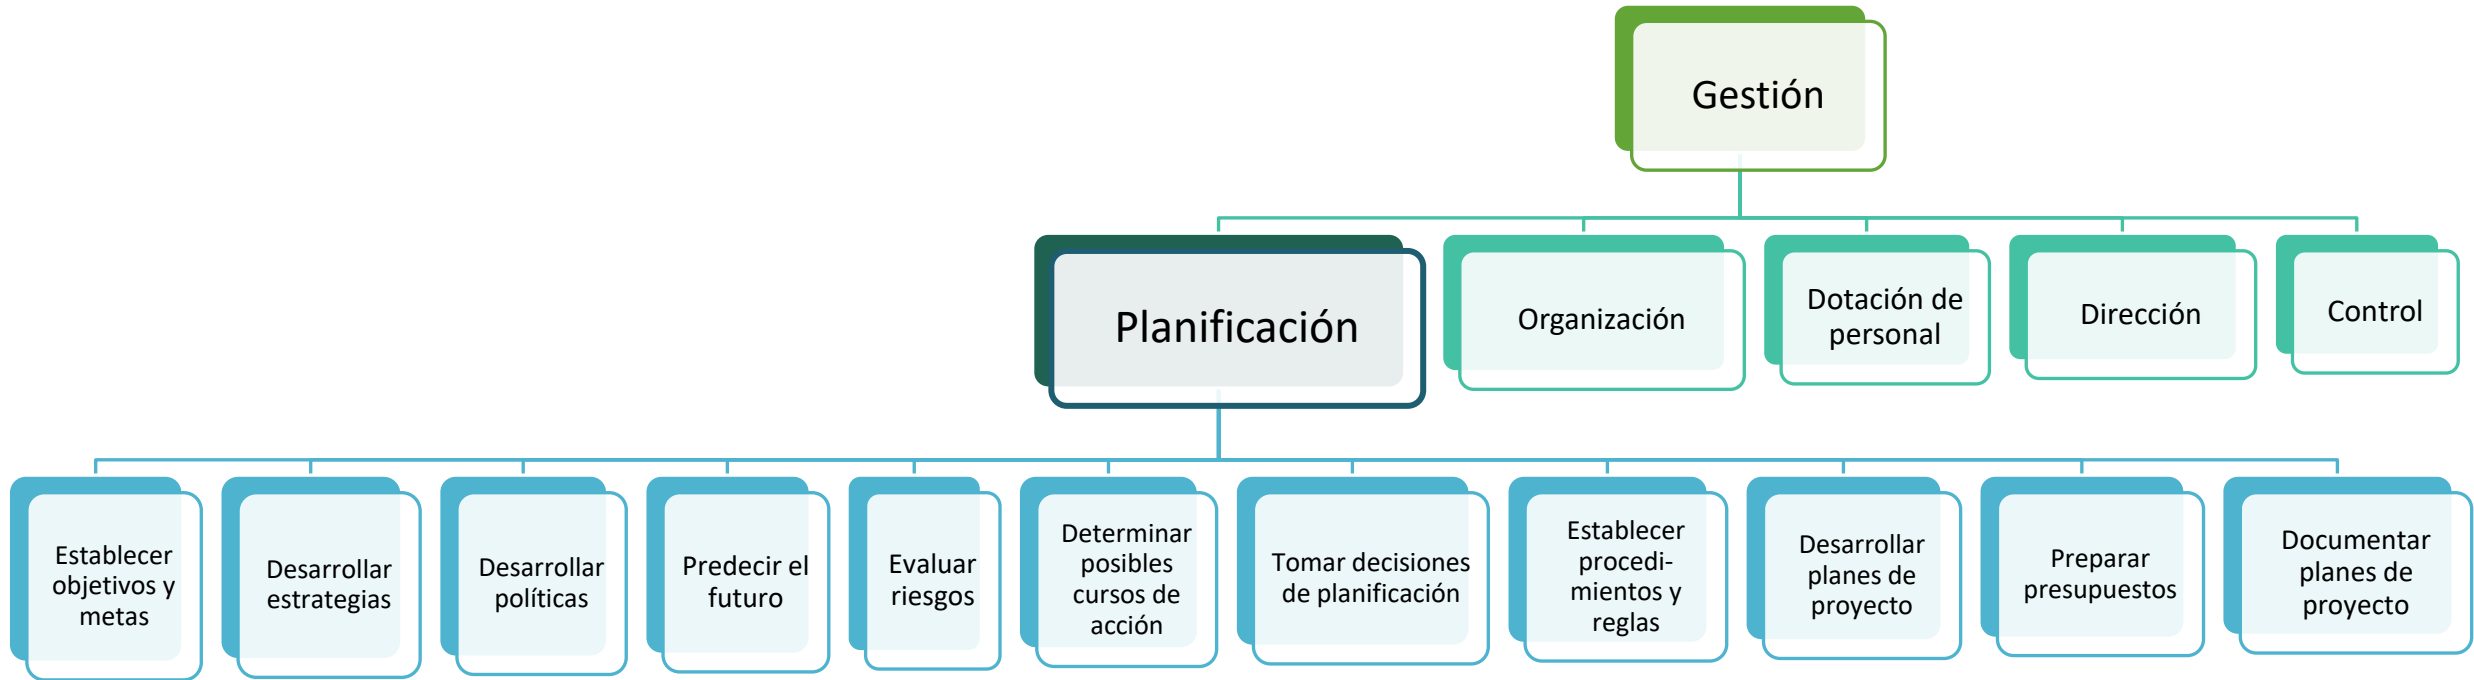 Gestión
Planificación
Organización
Dotación de
personal
Dirección
Control
Establecer
objetivos y
metas
Desarrollar
estrategias
Desarrollar
políticas
Predecir el
futuro
Evaluar
riesgos
Determinar
posibles
cursos de
acción
Tomar decisiones
de planificación
Establecer
procedi-
mientos y
reglas
Desarrollar
planes de
proyecto
Preparar
presupuestos
Documentar
planes de
proyecto